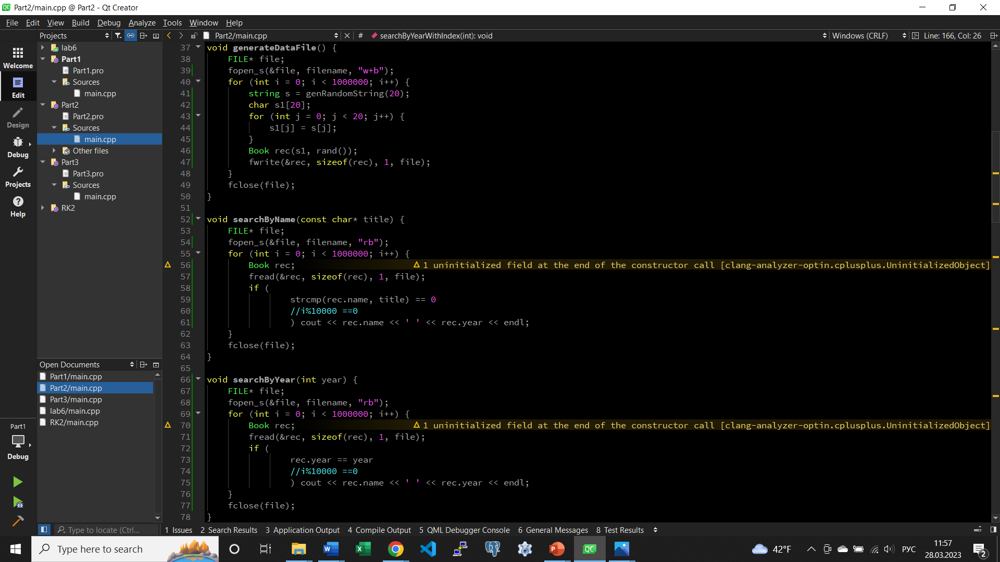 Part2/main.cpp @ Part2 - Qt Creator
File Edit View Build Debug Analyze Tools Window Help
Projects
Part2/main.cpp
# searchByYearWithIndex(int): void
Windows (CRLF)
Line: 166, Col: 26
Welcome
Edit
Design
Debug
Projects
Help
lab6
Part1
Part1.pro
Sources
main.cpp
Part2
Part2.pro
Sources
main.cpp
Other files
Part3
Part3.pro
Sources
main.cpp
RK2
Open Documents
Part1/main.cpp
Part2/main.cpp
Part3/main.cpp
lab6/main.cpp
RK2/main.cpp
Part1
Debug
37 void generateDataFile() {
38 FILE* file;
39 fopen_s(&file, filename, "w+b");
40 for (int i = 0; i < 1000000; i++) {
41 string s = genRandomString(20);
42 char s1[20];
43 for (int j = 0; j < 20; j++) {
44 s1[j] = s[j];
45 }
46 Book rec(s1, rand());
47 fwrite(&rec, sizeof(rec), 1, file);
48 }
49 fclose(file);
50 }
51
52 void searchByName(const char* title) {
53 FILE* file;
54 fopen_s(&file, filename, "rb");
55 for (int i = 0; i < 1000000; i++) {
56 Book rec; 1 uninitialized field at the end of the constructor call [clang-analyzer-optin.cplusplus.UninitializedObject]
57 fread(&rec, sizeof(rec), 1, file);
58 if (
59 strcmp(rec.name, title) == 0
60 //i%10000 ==0
61 ) cout << rec.name << ' ' << rec.year << endl;
62 }
63 fclose(file);
64 }
65
66 void searchByYear(int year) {
67 FILE* file;
68 fopen_s(&file, filename, "rb");
69 for (int i = 0; i < 1000000; i++) {
70 Book rec; 1 uninitialized field at the end of the constructor call [clang-analyzer-optin.cplusplus.UninitializedObject]
71 fread(&rec, sizeof(rec), 1, file);
72 if (
73 rec.year == year
74 //i%10000 ==0
75 ) cout << rec.name << ' ' << rec.year << endl;
76 }
77 fclose(file);
78 }
Type to locate (Ctrl...
1 Issues 2 Search Results 3 Application Output 4 Compile Output 5 QML Debugger Console 6 General Messages 8 Test Results
Type here to search
42°F
РУС
11:57
28.03.2023
2